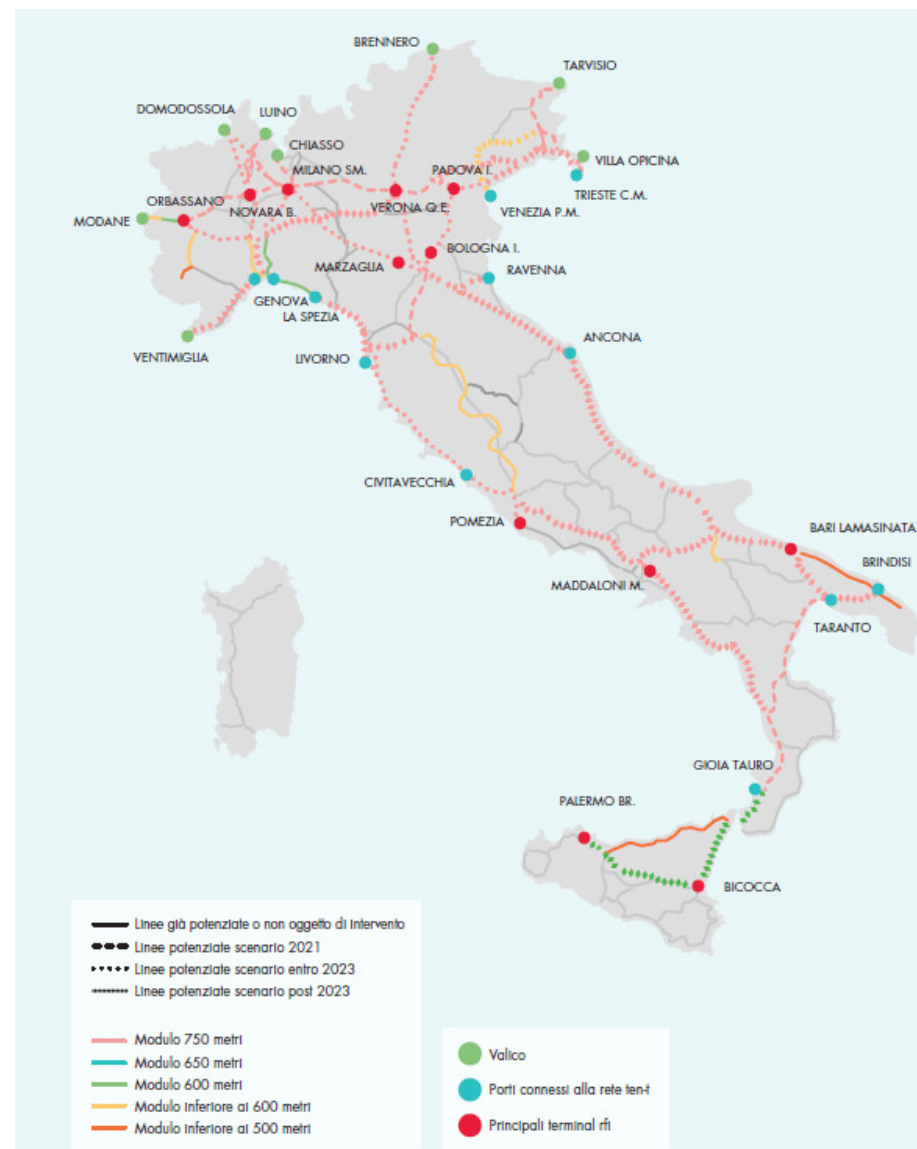 BRENNERO
TARVISIO
DOMODOSSOLA
LUINO
CHIASSO
MILANO SM.
PADOVA I.
VILLA OPICINA
ORBASSANO
TRIESTE C.M.
NOVARA B.
VERONA Q.E.
VENEZIA P.M.
MODANE
BOLOGNA I.
MARZAGLIA
RAVENNA
GENOVA
LA SPEZIA
ANCONA
VENTIMIGLIA
LIVORNO
CIVITAVECCHIA
POMEZIA
BARI LAMASINATA
BRINDISI
MADDALONI M.
TARANTO
GIOIA TAURO
PALERMO BR.
BICOCCA
Linee già potenziate o non oggetto di intervento
Linee potenziate scenario 2021
Linee potenziate scenario entro 2023
Linee potenziate scenario post 2023
Modulo 750 metri
Modulo 650 metri
Modulo 600 metri
Modulo inferiore ai 600 metri
Modulo inferiore ai 500 metri
Valico
Porti connessi alla rete ten-t
Principali terminal rfi